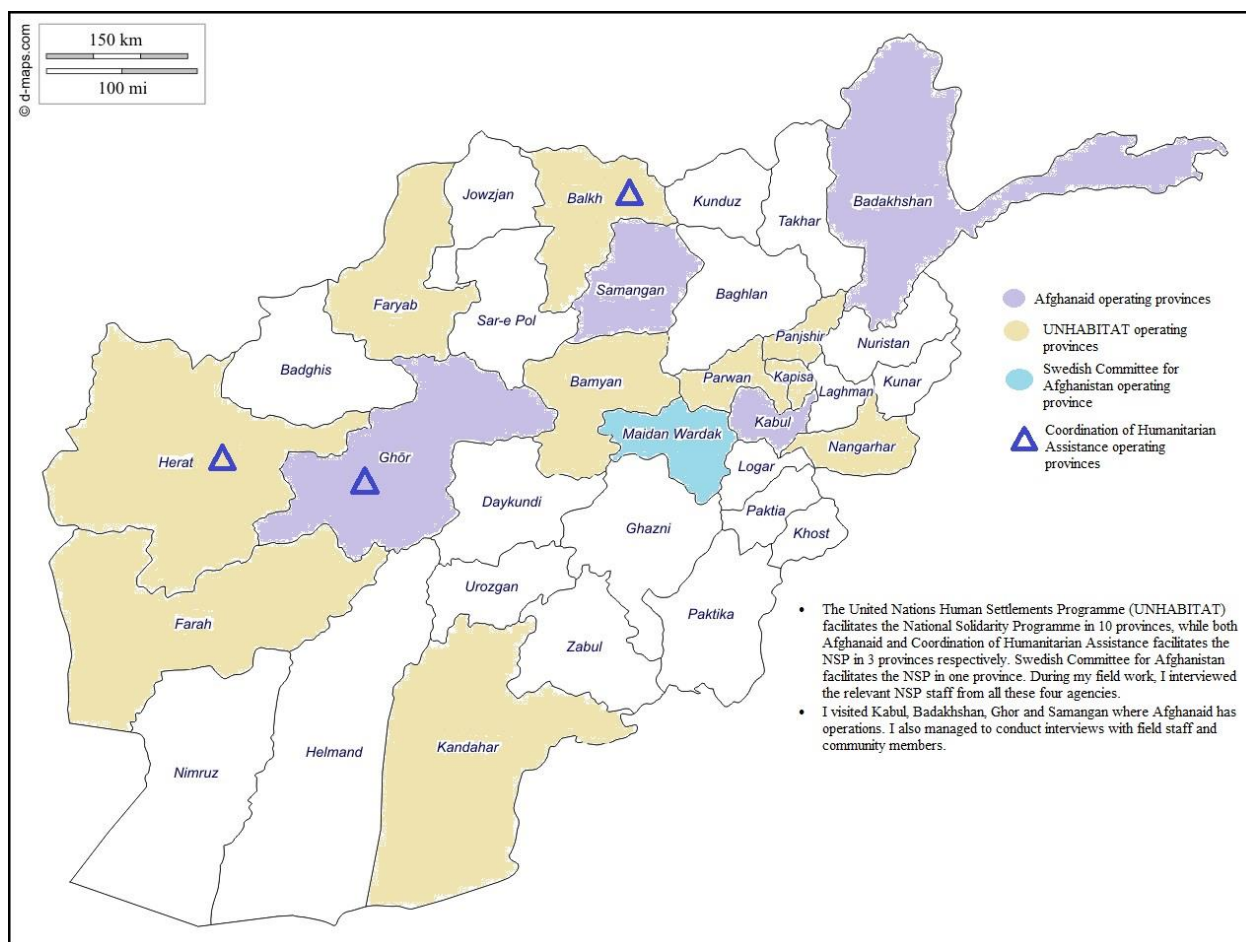 © d-maps.com
150 km
100 mi
Jowzjan
Balkh
Kunduz
Takhar
Badakhshan
Faryab
Sar-e Pol
Samangan
Baghlan
Badghis
Panjshir
Nuristan
Bamyan
Parwan
Kapisa
Kunar
Laghman
Kabul
Maidan Wardak
Nangarhar
Herat
Ghōr
Logar
Daykundi
Ghazni
Paktia
Khost
Urozgan
Paktika
Farah
Zabul
Kandahar
Helmand
Nimruz
Afghanaid operating provinces
UNHABITAT operating
provinces
Swedish Committee for
Afghanistan operating
province
Coordination of Humanitarian
Assistance operating
provinces
• The United Nations Human Settlements Programme (UNHABITAT)
facilitates the National Solidarity Programme in 10 provinces, while both
Afghanaid and Coordination of Humanitarian Assistance facilitates the
NSP in 3 provinces respectively. Swedish Committee for Afghanistan
facilitates the NSP in one province. During my field work, I interviewed
the relevant NSP staff from all these four agencies.
• I visited Kabul, Badakhshan, Ghor and Samangan where Afghanaid has
operations. I also managed to conduct interviews with field staff and
community members.